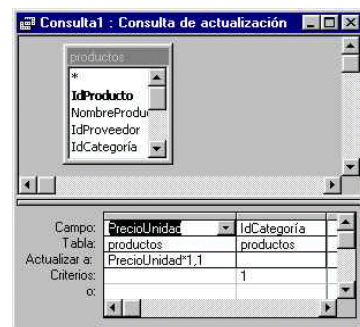 Consulta1 : Consulta de actualización
productos
*
IdProducto
NombreProdu
IdProveedor
IdCategoría
Campo: PrecioUnidad IdCategoría
Tabla: productos productos
Actualizar a: PrecioUnidad*1,1
Criterios: 1
o: